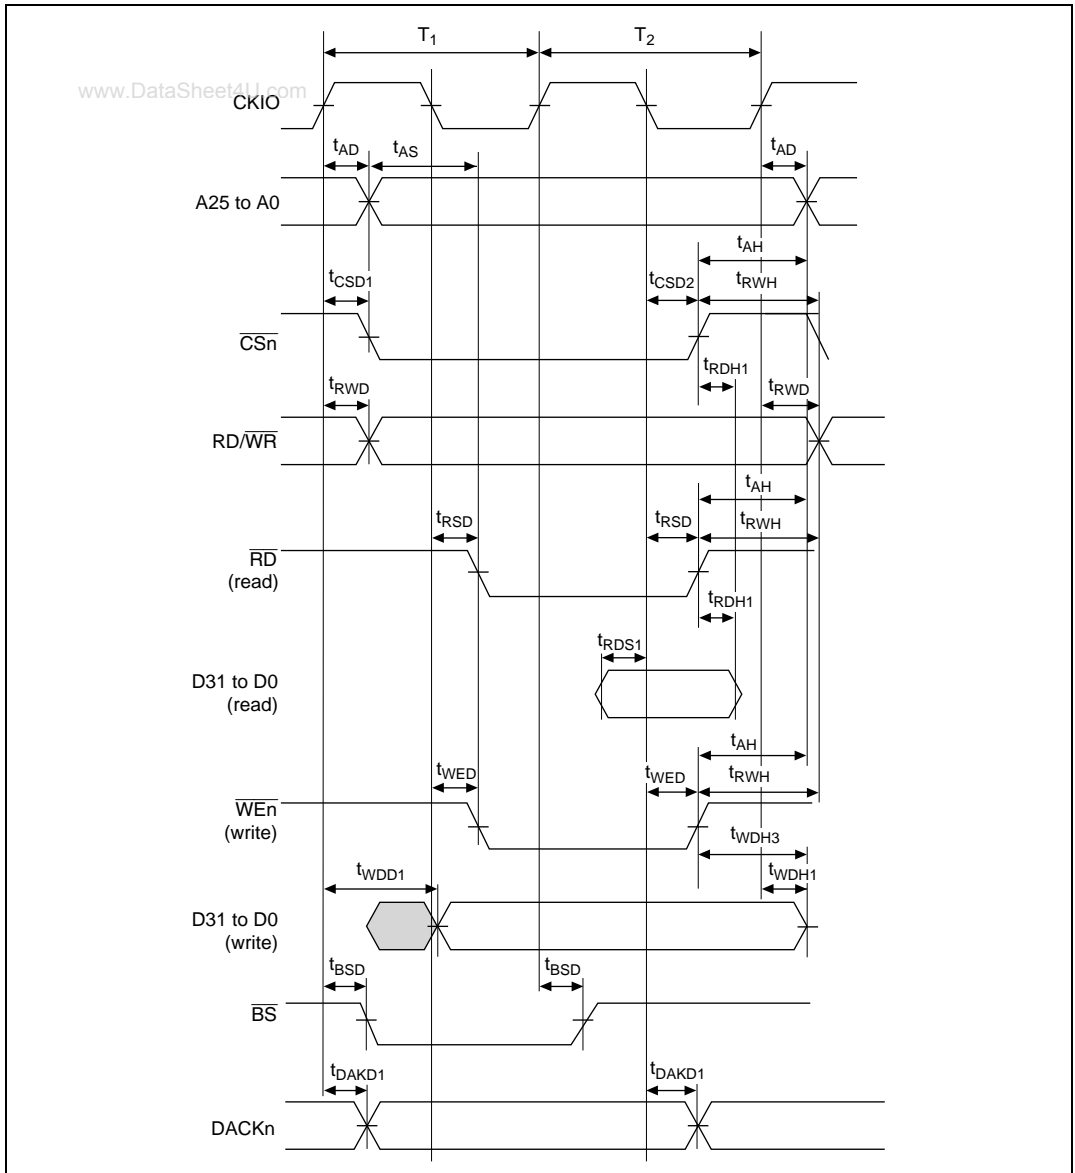 T1 T2
www.DataSheet4U.com
CKIO
tAD tAS tAD
A25 to A0
tAH
tCSD1 tCSD2 tRWH
CSn
tRDH1
tRWD tRWD
RD/WR
tAH
tRSD tRSD tRWH
RD
(read)
tRDH1
tRDS1
D31 to D0
(read)
tAH
tWED tWED tRWH
WEn
(write)
tWDH3
tWDD1 tWDH1
D31 to D0
(write)
tBSD tBSD
BS
tDAKD1 tDAKD1
DACKn